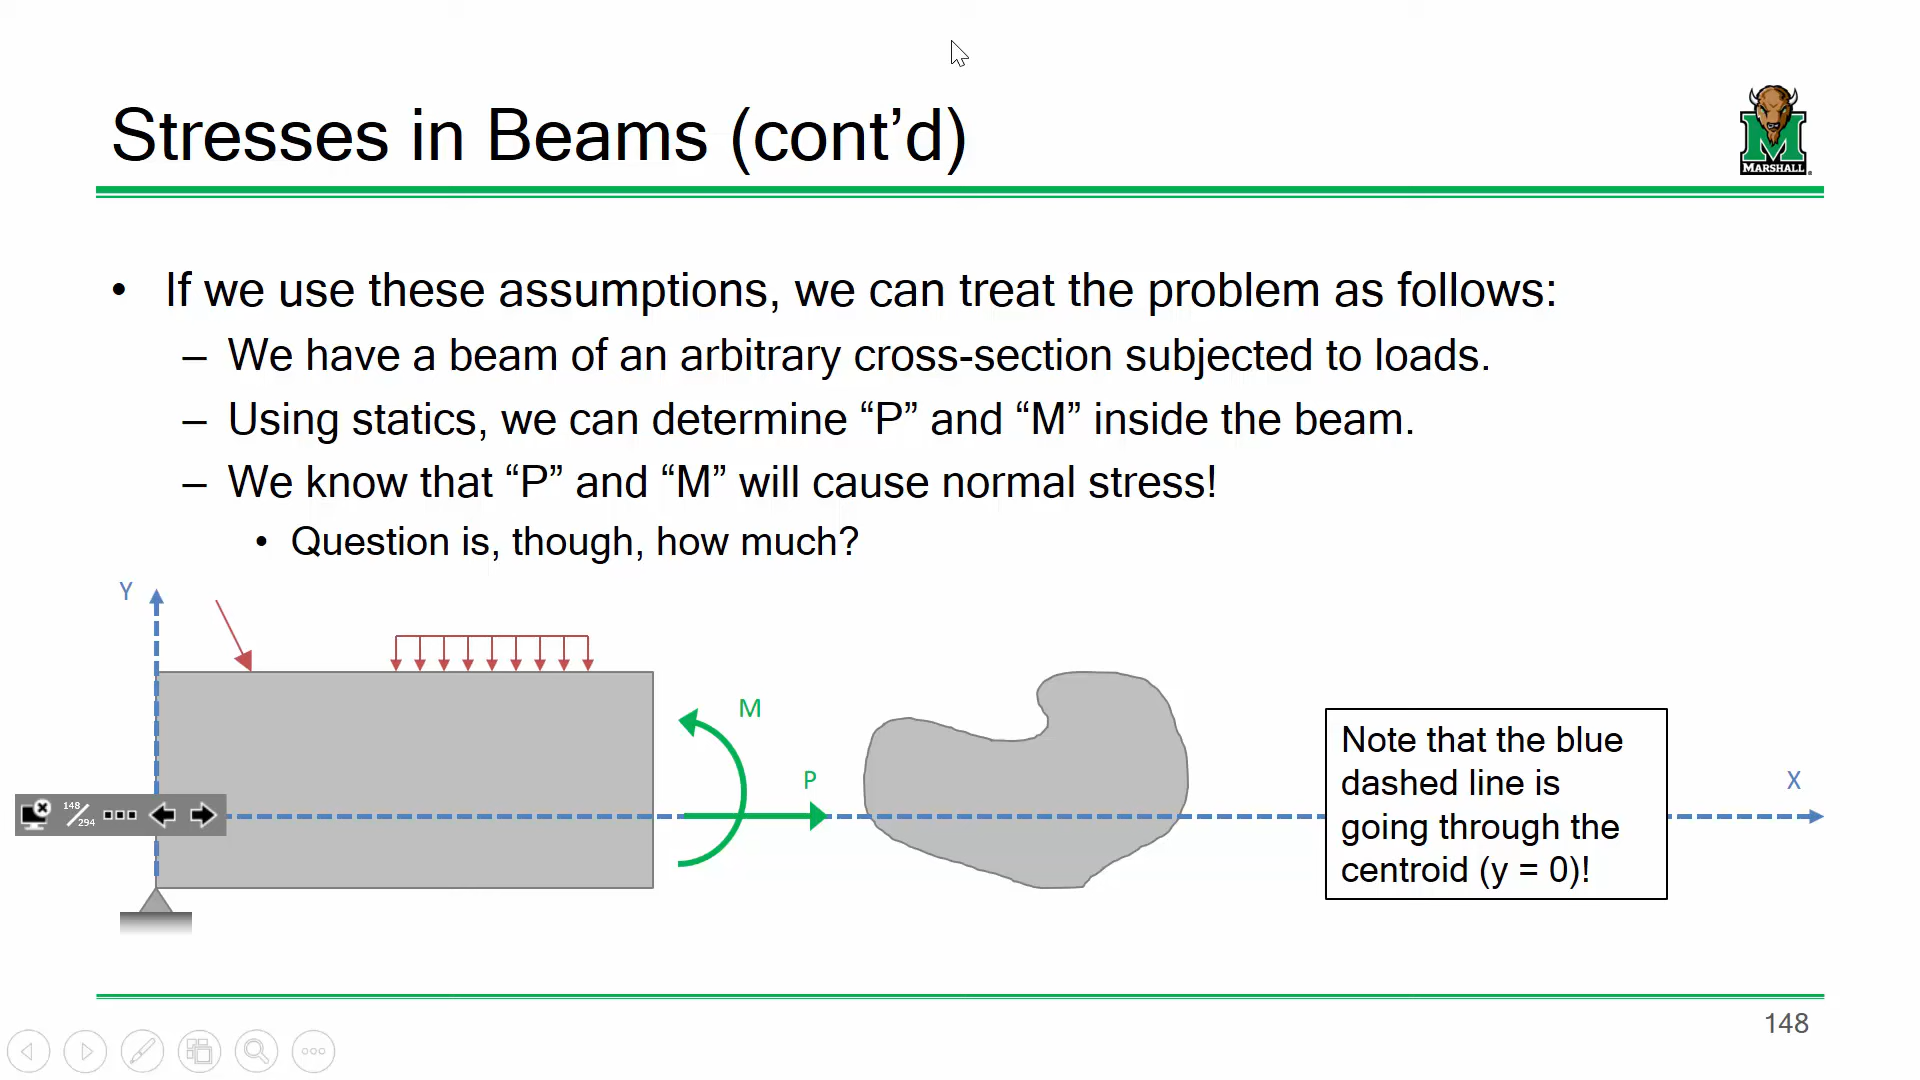 Stresses in Beams (cont’d)
MARSHALL
• If we use these assumptions, we can treat the problem as follows:
– We have a beam of an arbitrary cross-section subjected to loads.
– Using statics, we can determine “P” and “M” inside the beam.
– We know that “P” and “M” will cause normal stress!
• Question is, though, how much?
Y
M
P
X
Note that the blue
dashed line is
going through the
centroid (y = 0)!
148/294
148